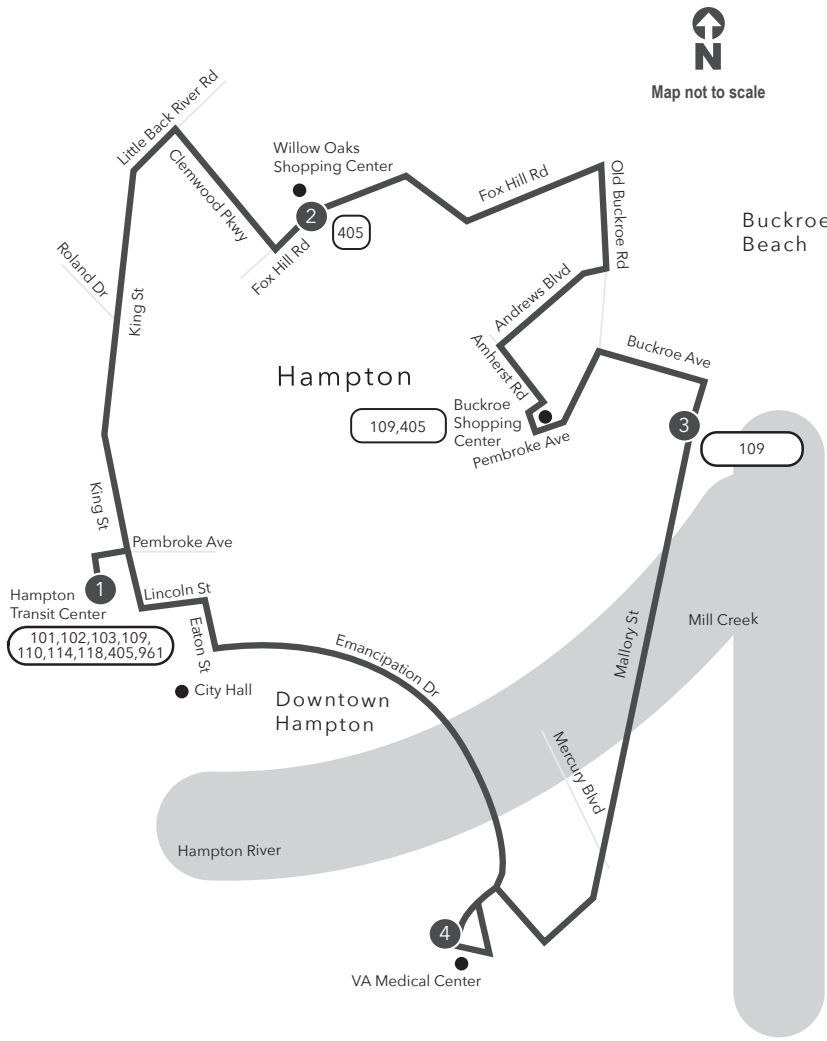 N
Map not to scale
Little Back River Rd
Clemwood Pkwy
Willow Oaks
Shopping Center
2
405
Fox Hill Rd
Fox Hill Rd
Old Buckroe Rd
Buckroe
Beach
Roland Dr
King St
Andrews Blvd
Amherst Rd
Buckroe Ave
Hampton
109,405
Buckroe
Shopping
Center
Pembroke Ave
3
109
King St
Pembroke Ave
Hampton
Transit Center
1
101,102,103,109,
110,114,118,405,961
Lincoln St
Eaton St
City Hall
Emancipation Dr
Downtown
Hampton
Mallory St
Mill Creek
Mercury Blvd
Hampton River
4
VA Medical Center